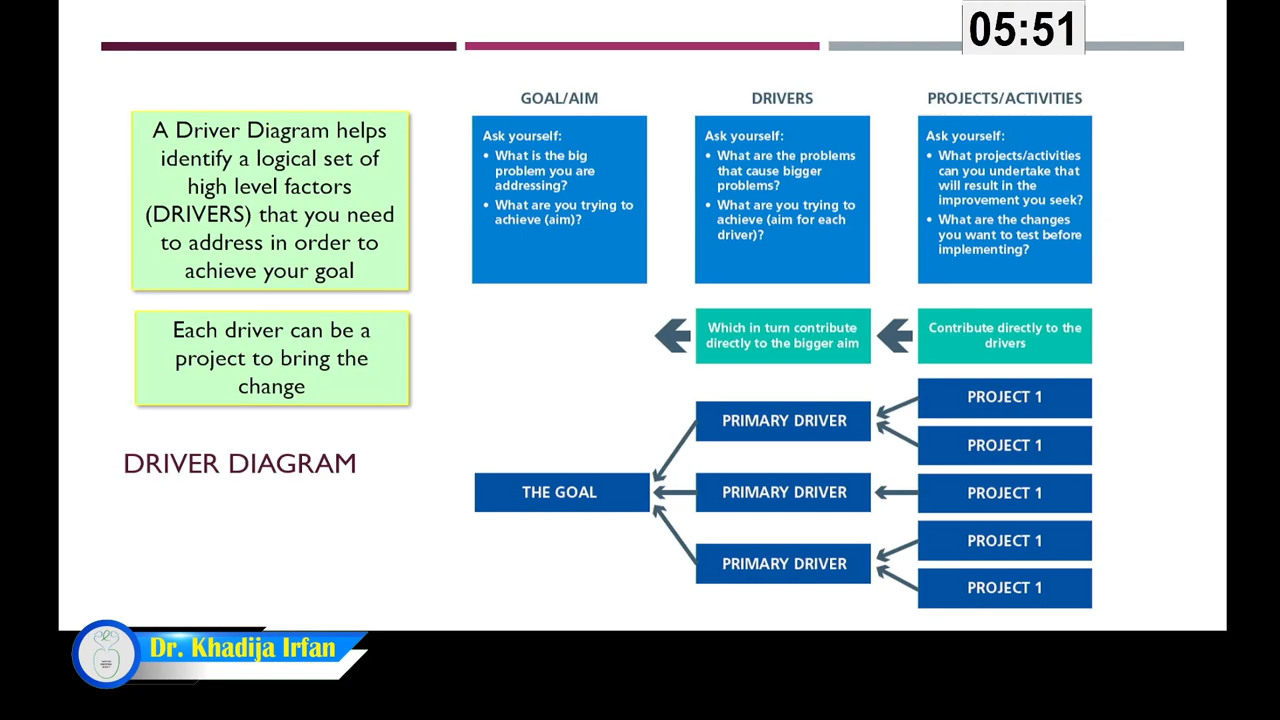 05:51
A Driver Diagram helps
identify a logical set of
high level factors
(DRIVERS) that you need
to address in order to
achieve your goal
Each driver can be a
project to bring the
change
DRIVER DIAGRAM
GOAL/AIM
Ask yourself:
• What is the big
problem you are
addressing?
• What are you trying to
achieve (aim)?
DRIVERS
Ask yourself:
• What are the problems
that cause bigger
problems?
• What are you trying to
achieve (aim for each
driver)?
PROJECTS/ACTIVITIES
Ask yourself:
• What projects/activities
can you undertake that
will result in the
improvement you seek?
• What are the changes
you want to test before
implementing?
Which in turn contribute
directly to the bigger aim
Contribute directly to the
drivers
THE GOAL
PRIMARY DRIVER
PRIMARY DRIVER
PRIMARY DRIVER
PROJECT 1
PROJECT 1
PROJECT 1
PROJECT 1
PROJECT 1
Dr. Khadija Irfan